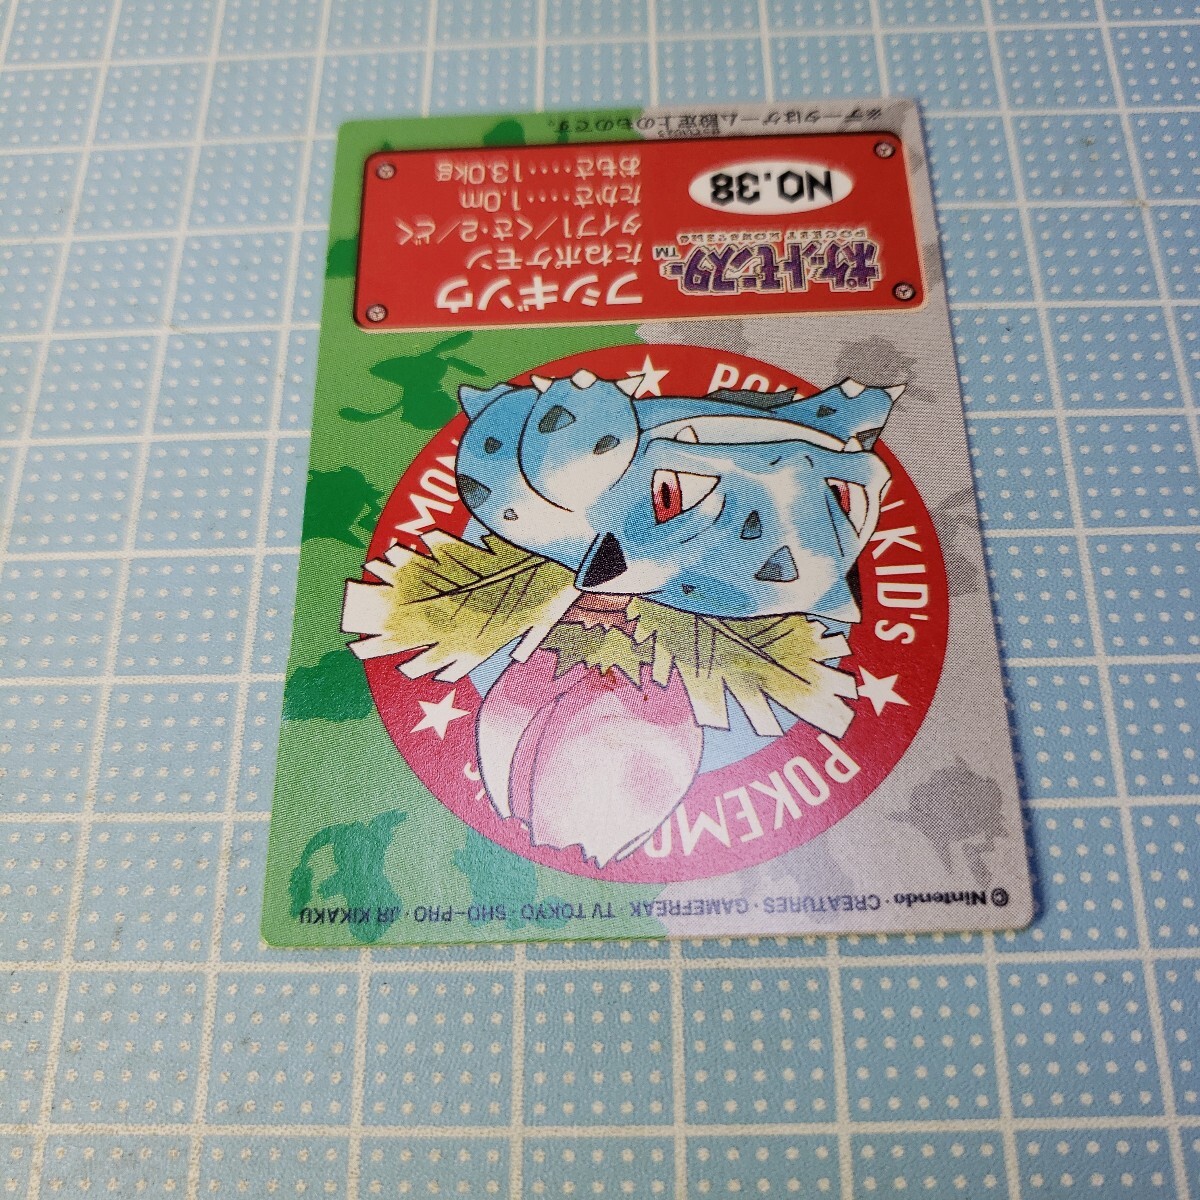 © Nintendo・CREATURES・GAMEFREAK・TV TOKYO・SHO-PRO・JR KIKAKU
POKEMON KID's
POKEMON
ポケットモンスター™
POCKET MONSTERS
NO.38
フシギソウ
たねポケモン
タイプ1/くさ・2/どく
たかさ‥‥1.0m
おもさ‥‥13.0kg
※データはゲーム設定上のものです。